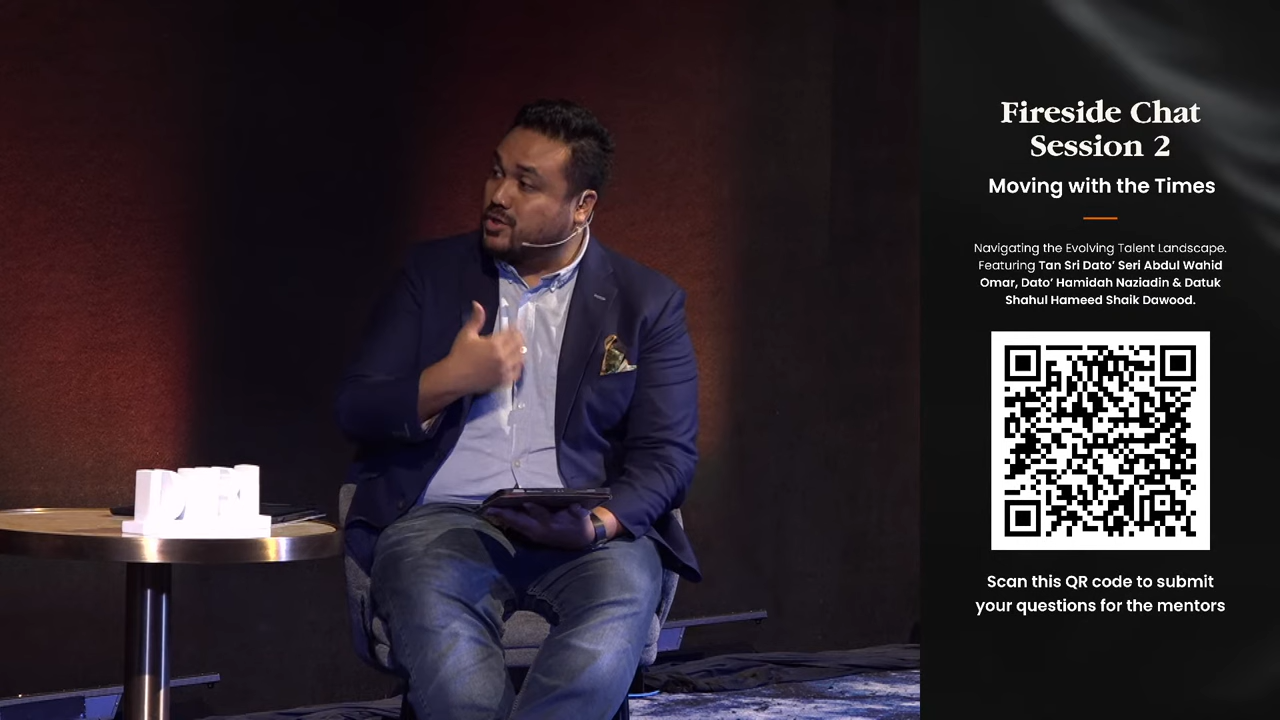 Fireside Chat
Session 2
Moving with the Times
Navigating the Evolving Talent Landscape.
Featuring Tan Sri Dato’ Seri Abdul Wahid
Omar, Dato’ Hamidah Naziadin & Datuk
Shahul Hameed Shaik Dawood.
Scan this QR code to submit
your questions for the mentors